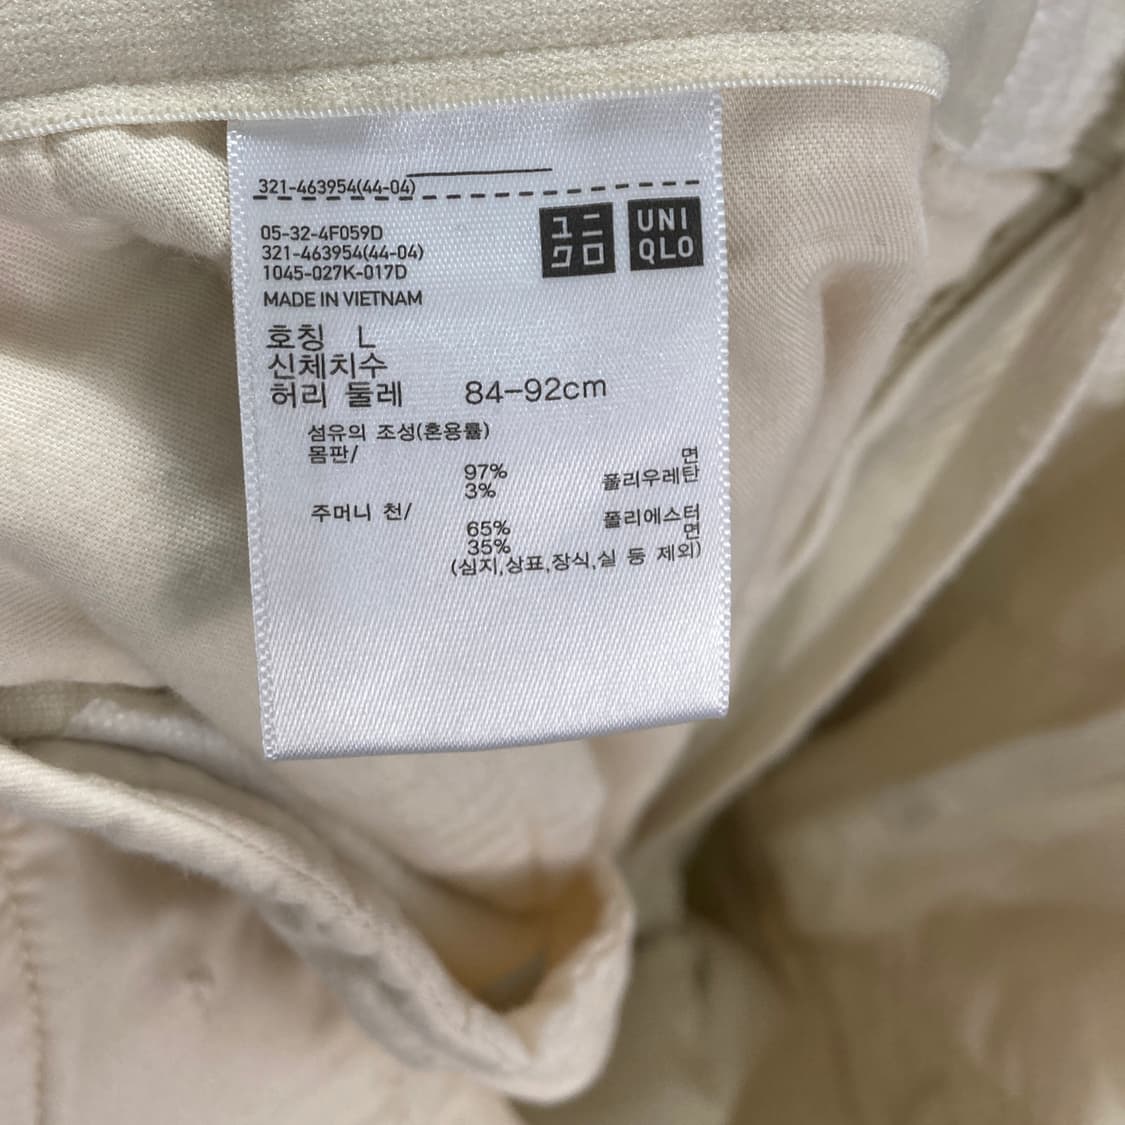 321-463954(44-04)
ユニ
クロ
UNI
QLO
05-32-4F059D
321-463954(44-04)
1045-027K-017D
MADE IN VIETNAM
호칭 L
신체치수
허리 둘레 84-92cm
섬유의 조성(혼용률)
몸판/
97% 면
3% 폴리우레탄
주머니 천/
65% 폴리에스터
35% 면
(심지,상표,장식,실 등 제외)